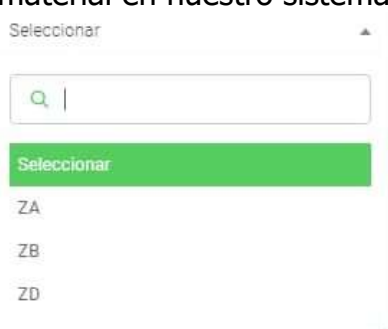 material en nuestro sistema
Seleccionar
Seleccionar
ZA
ZB
ZD